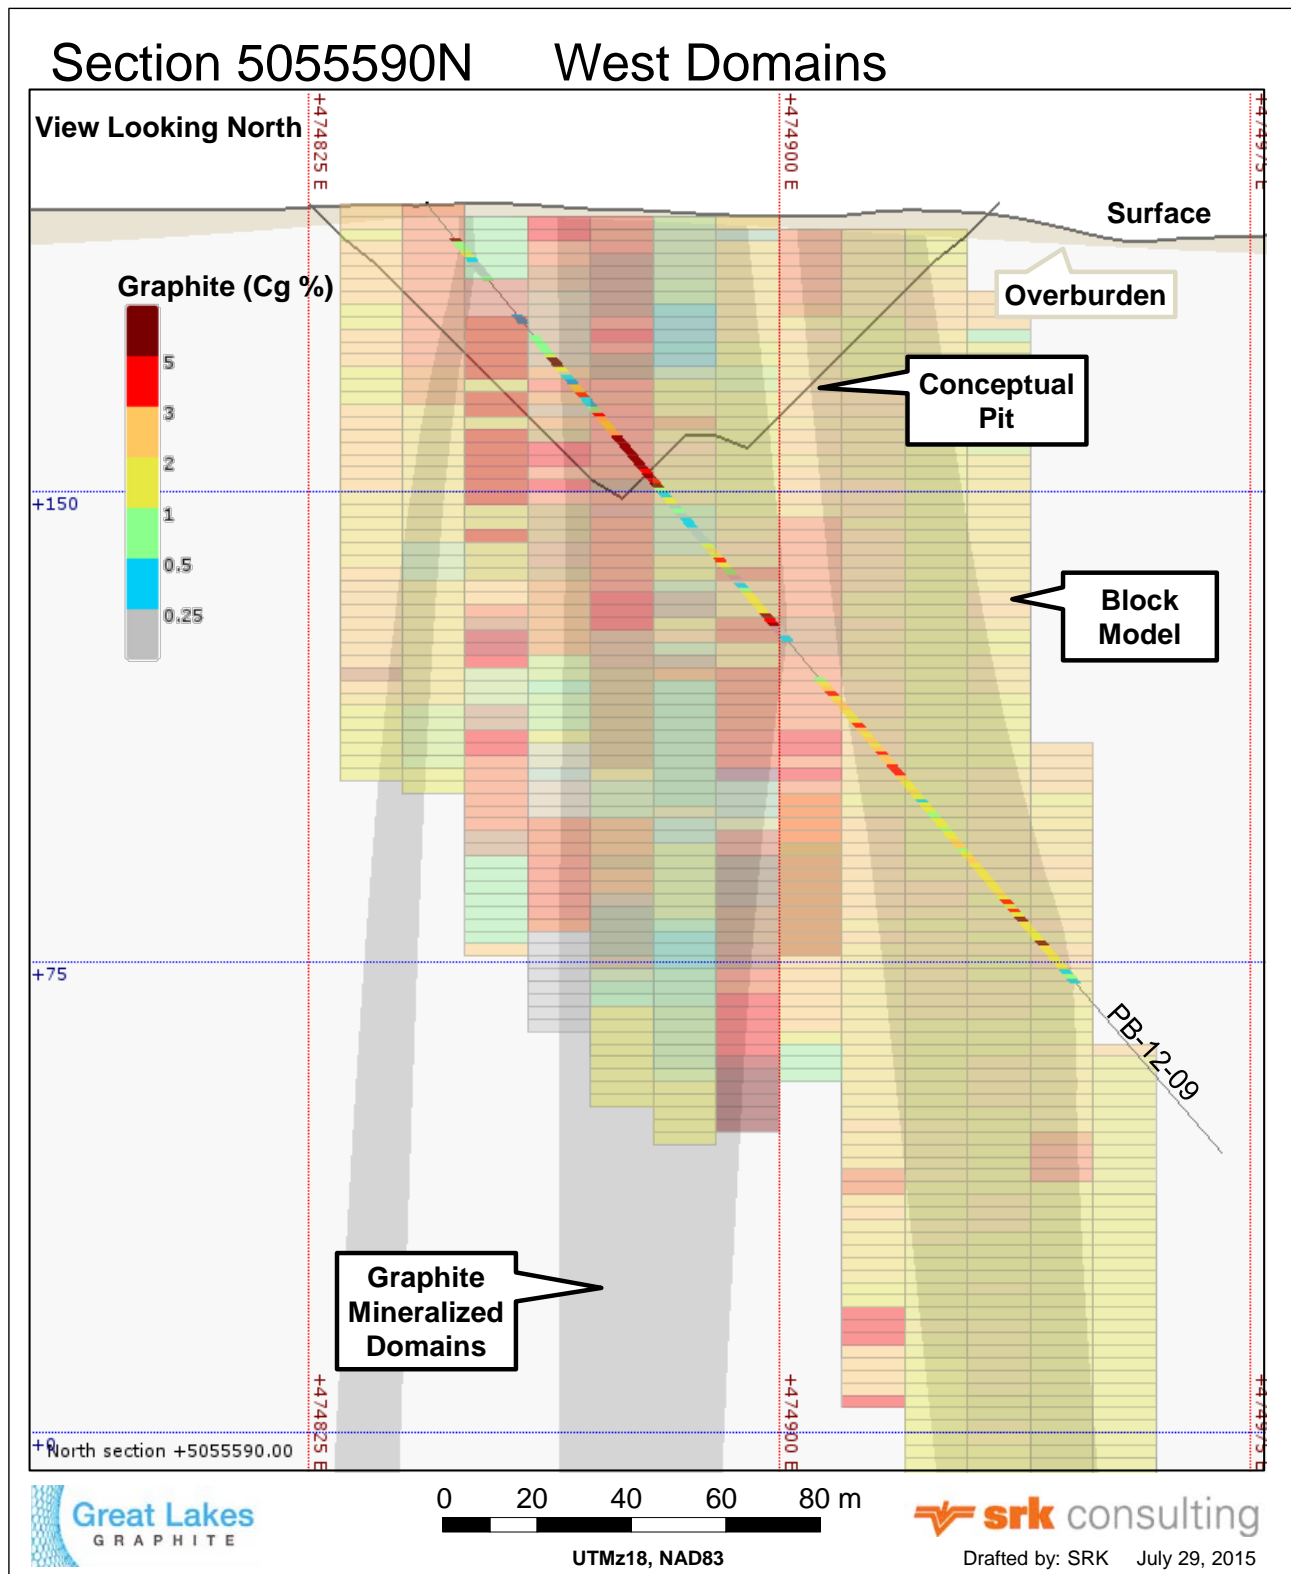 Section 5055590N West Domains
View Looking North
+474825 E
+474900 E
+474975 E
Surface
Overburden
Graphite (Cg %)
5
3
2
1
0.5
0.25
Conceptual
Pit
+150
Block
Model
+75
PB-12-09
Graphite
Mineralized
Domains
+474825 E
+474900 E
+474975 E
+0
North section +5055590.00
Great Lakes
GRAPHITE
0 20 40 60 80 m
UTMz18, NAD83
srk consulting
Drafted by: SRK July 29, 2015